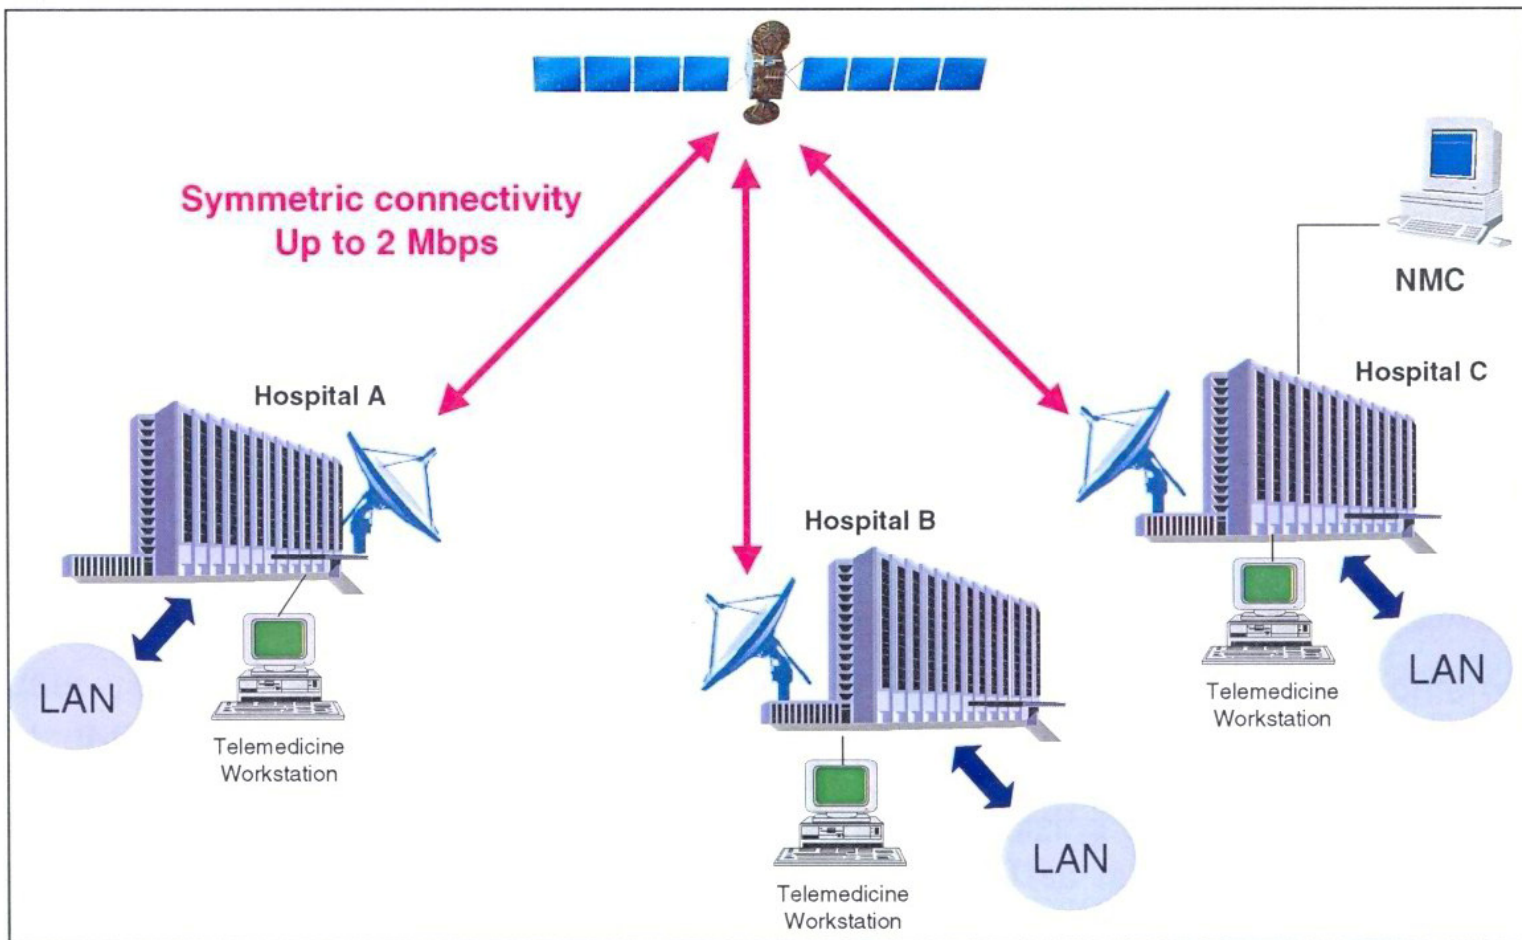 Symmetric connectivity
Up to 2 Mbps
NMC
Hospital A
Hospital C
Hospital B
LAN
Telemedicine
Workstation
Telemedicine
Workstation
LAN
Telemedicine
Workstation
LAN